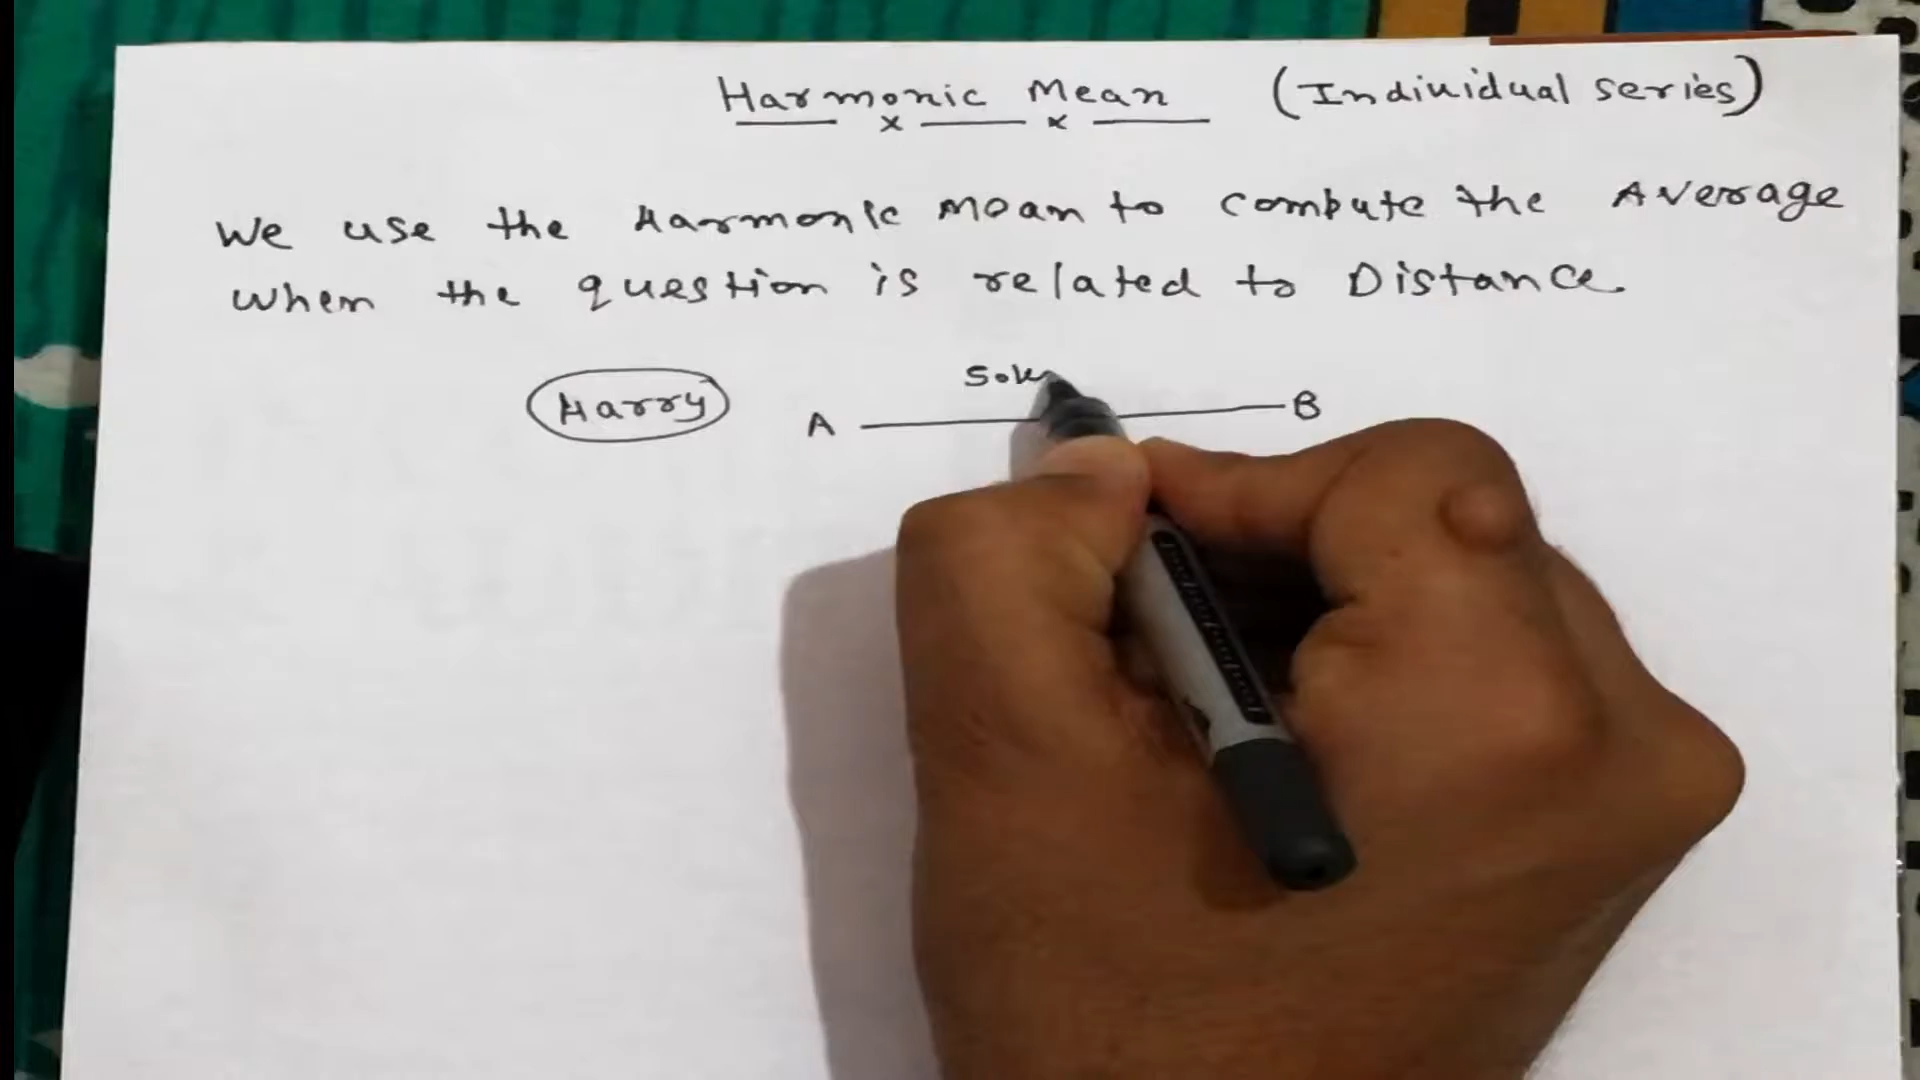 Harmonic Mean (Individual series)
We use the Harmonic Mean to compute the Average
when the question is related to Distance.
Harry A B